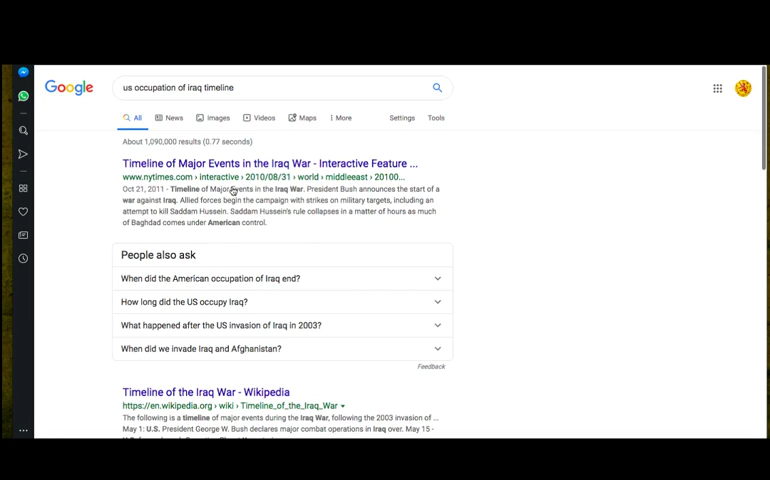 Google
us occupation of iraq timeline
All
News
Images
Videos
Maps
More
Settings
Tools
About 1,090,000 results (0.77 seconds)
Timeline of Major Events in the Iraq War - Interactive Feature ...
www.nytimes.com › interactive › 2010/08/31 › world › middleeast › 20100...
Oct 21, 2011 - Timeline of Major Events in the Iraq War. President Bush announces the start of a
war against Iraq. Allied forces begin the campaign with strikes on military targets, including an
attempt to kill Saddam Hussein. Saddam Hussein's rule collapses in a matter of hours as much
of Baghdad comes under American control.
People also ask
When did the American occupation of Iraq end?
How long did the US occupy Iraq?
What happened after the US invasion of Iraq in 2003?
When did we invade Iraq and Afghanistan?
Feedback
Timeline of the Iraq War - Wikipedia
https://en.wikipedia.org › wiki › Timeline_of_the_Iraq_War
The following is a timeline of major events during the Iraq War, following the 2003 invasion of ...
May 1: U.S. President George W. Bush declares major combat operations in Iraq over. May 15 -